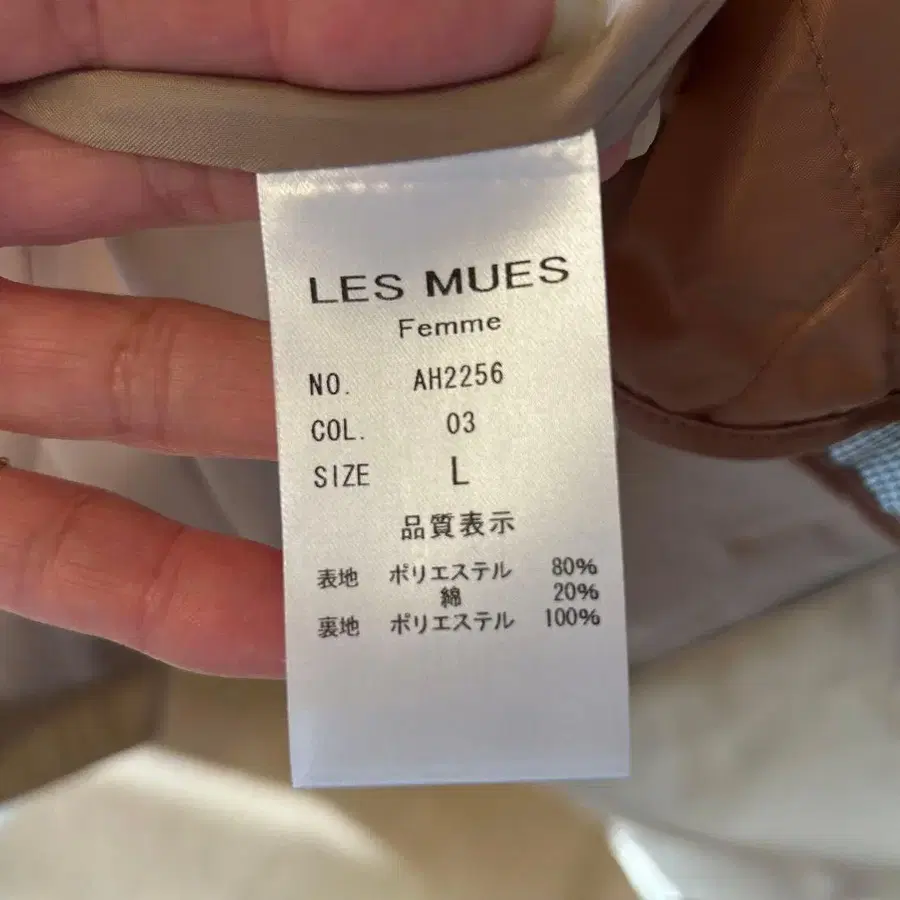 LES MUES
Femme
NO. AH2256
COL. 03
SIZE L
品質表示
表地 ポリエステル 80%
綿 20%
裏地 ポリエステル 100%